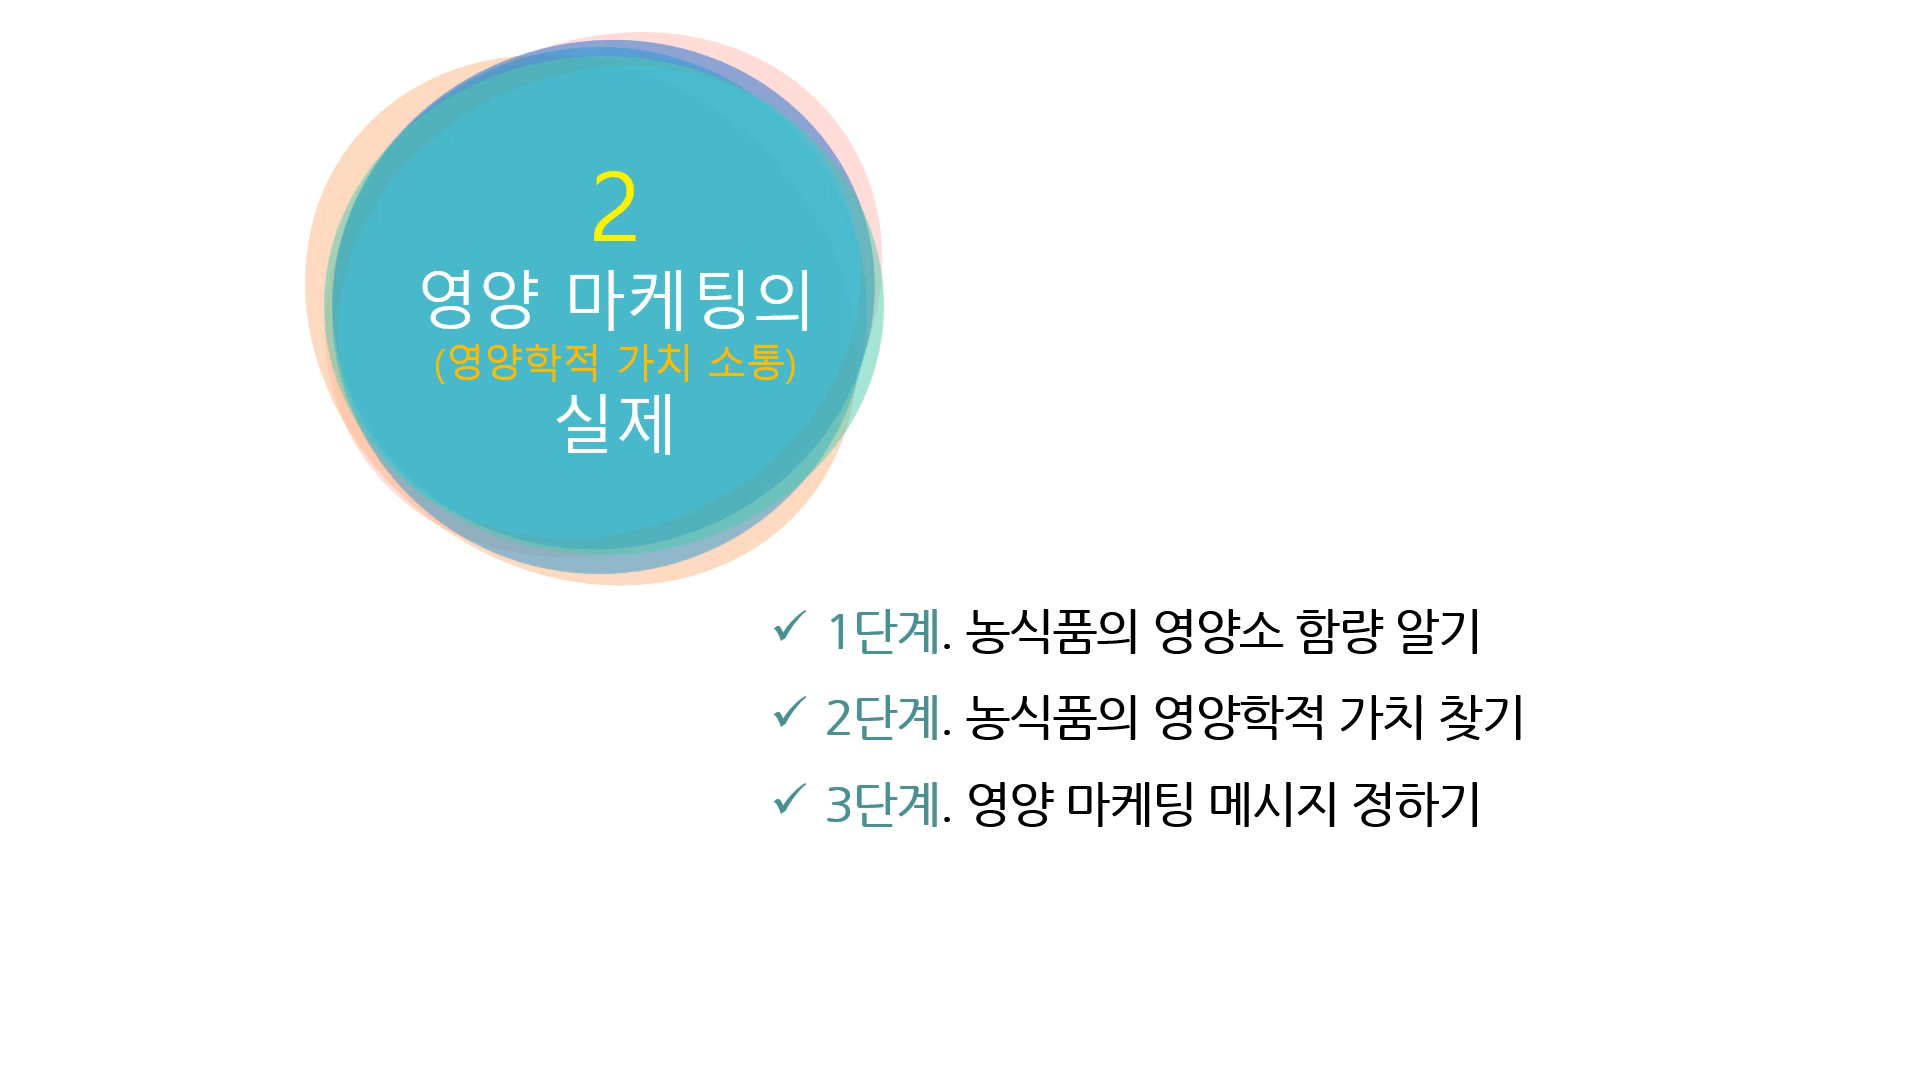 2
영양 마케팅의
(영양학적 가치 소통)
실제
✓ 1단계. 농식품의 영양소 함량 알기
✓ 2단계. 농식품의 영양학적 가치 찾기
✓ 3단계. 영양 마케팅 메시지 정하기